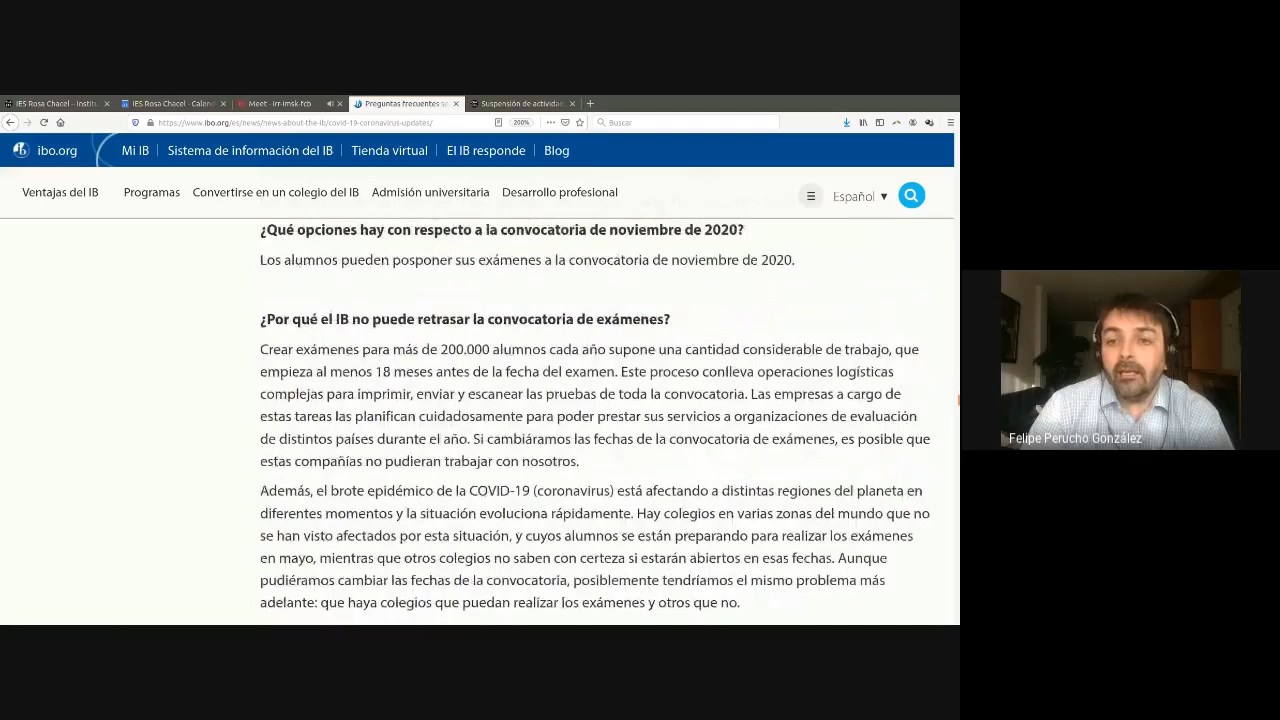 IES Rosa Chacel – Instit
IES Rosa Chacel - Calend
Meet - irr-imsk-fcb
Preguntas frecuentes so
Suspensión de actividad
https://www.ibo.org/es/news/news-about-the-ib/covid-19-coronavirus-updates/
200%
Buscar
ibo.org
Mi IB
Sistema de información del IB
Tienda virtual
El IB responde
Blog
Ventajas del IB
Programas
Convertirse en un colegio del IB
Admisión universitaria
Desarrollo profesional
Español
¿Qué opciones hay con respecto a la convocatoria de noviembre de 2020?
Los alumnos pueden posponer sus exámenes a la convocatoria de noviembre de 2020.
¿Por qué el IB no puede retrasar la convocatoria de exámenes?
Crear exámenes para más de 200.000 alumnos cada año supone una cantidad considerable de trabajo, que
empieza al menos 18 meses antes de la fecha del examen. Este proceso conlleva operaciones logísticas
complejas para imprimir, enviar y escanear las pruebas de toda la convocatoria. Las empresas a cargo de
estas tareas las planifican cuidadosamente para poder prestar sus servicios a organizaciones de evaluación
de distintos países durante el año. Si cambiáramos las fechas de la convocatoria de exámenes, es posible que
estas compañías no pudieran trabajar con nosotros.
Además, el brote epidémico de la COVID-19 (coronavirus) está afectando a distintas regiones del planeta en
diferentes momentos y la situación evoluciona rápidamente. Hay colegios en varias zonas del mundo que no
se han visto afectados por esta situación, y cuyos alumnos se están preparando para realizar los exámenes
en mayo, mientras que otros colegios no saben con certeza si estarán abiertos en esas fechas. Aunque
pudiéramos cambiar las fechas de la convocatoria, posiblemente tendríamos el mismo problema más
adelante: que haya colegios que puedan realizar los exámenes y otros que no.
Felipe Perucho González